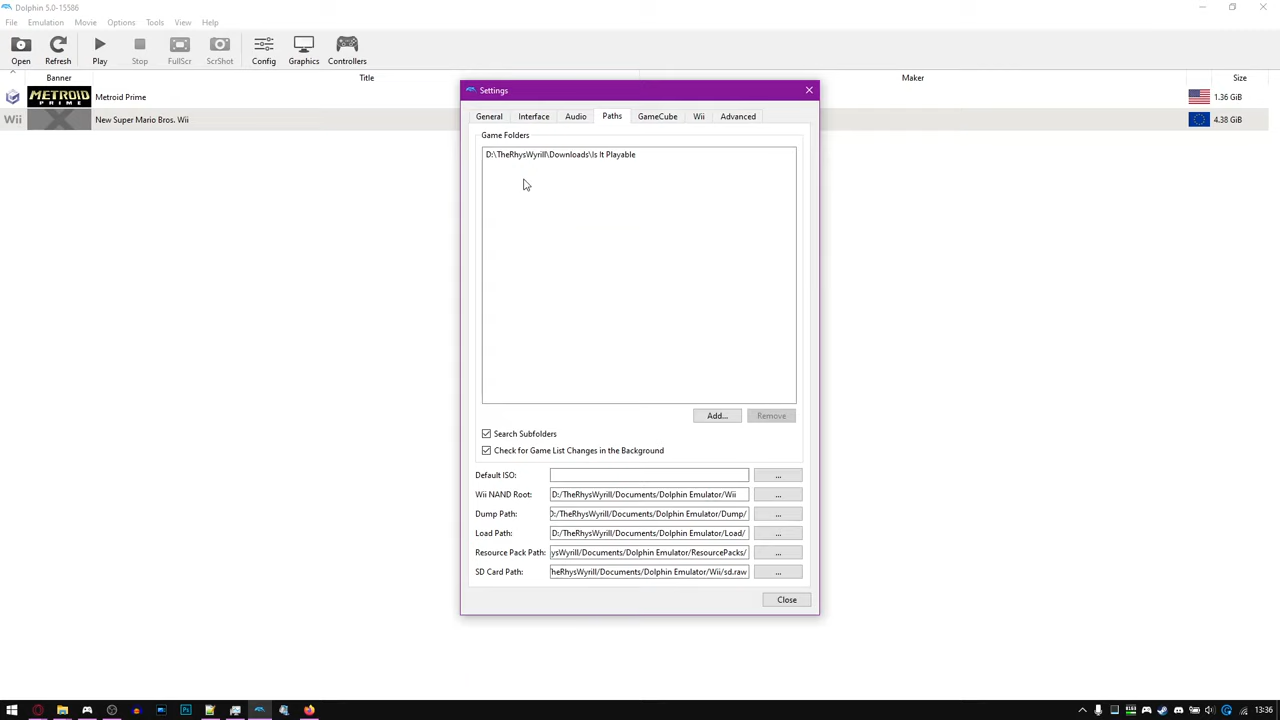 Dolphin 5.0-15586
File Emulation Movie Options Tools View Help
Open Refresh Play Stop FullScr ScrShot Config Graphics Controllers
Banner Title Maker Size
METROID PRIME Metroid Prime 1.36 GiB
Wii New Super Mario Bros. Wii 4.38 GiB
Settings
General Interface Audio Paths GameCube Wii Advanced
Game Folders
D:\TheRhysWyrill\Downloads\Is It Playable
Add... Remove
Search Subfolders
Check for Game List Changes in the Background
Default ISO: ...
Wii NAND Root: D:/TheRhysWyrill/Documents/Dolphin Emulator/Wii ...
Dump Path: D:/TheRhysWyrill/Documents/Dolphin Emulator/Dump/ ...
Load Path: D:/TheRhysWyrill/Documents/Dolphin Emulator/Load/ ...
Resource Pack Path: ysWyrill/Documents/Dolphin Emulator/ResourcePacks/ ...
SD Card Path: TheRhysWyrill/Documents/Dolphin Emulator/Wii/sd.raw ...
Close
Ps
13:36